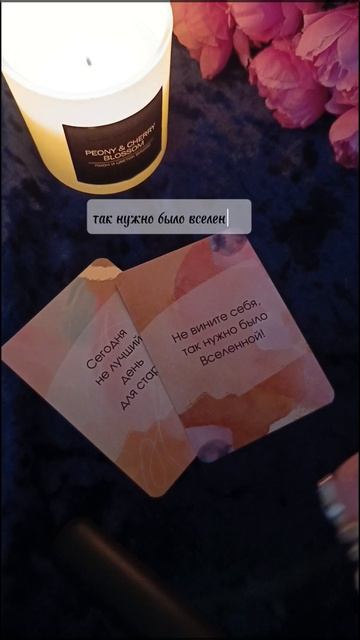 PEONY & CHERRY
BLOSSOM
так нужно было вселен
Сегодня
не лучший
день
для стар
Не вините себя,
так нужно было
Вселенной!